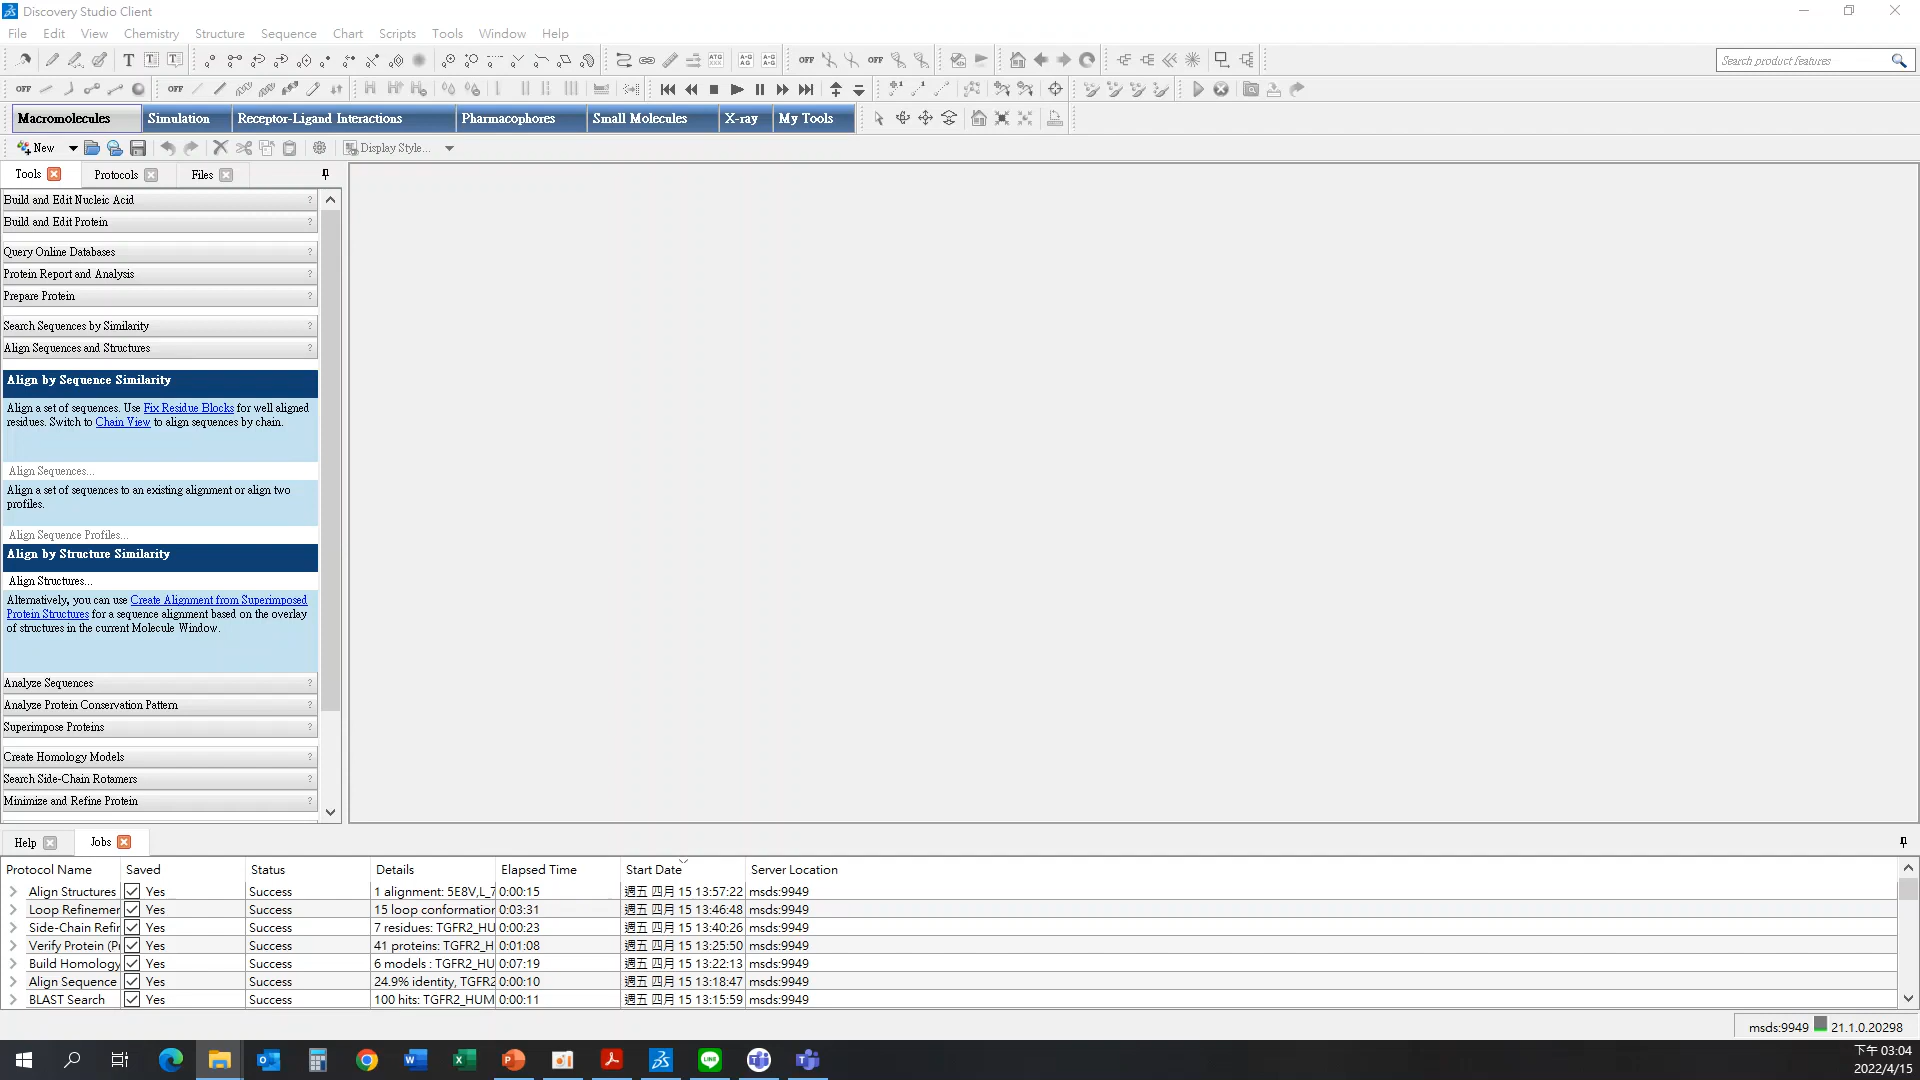 Discovery Studio Client
File Edit View Chemistry Structure Sequence Chart Scripts Tools Window Help
Search product features
OFF OFF
OFF OFF
Macromolecules Simulation Receptor-Ligand Interactions Pharmacophores Small Molecules X-ray My Tools
New Display Style...
Tools Protocols Files
Build and Edit Nucleic Acid ?
Build and Edit Protein ?
Query Online Databases ?
Protein Report and Analysis ?
Prepare Protein ?
Search Sequences by Similarity ?
Align Sequences and Structures ?
Align by Sequence Similarity
Align a set of sequences. Use Fix Residue Blocks for well aligned
residues. Switch to Chain View to align sequences by chain.
Align Sequences...
Align a set of sequences to an existing alignment or align two
profiles.
Align Sequence Profiles...
Align by Structure Similarity
Align Structures...
Alternatively, you can use Create Alignment from Superimposed
Protein Structures for a sequence alignment based on the overlay
of structures in the current Molecule Window.
Analyze Sequences ?
Analyze Protein Conservation Pattern ?
Superimpose Proteins ?
Create Homology Models ?
Search Side-Chain Rotamers ?
Minimize and Refine Protein ?
Help Jobs
Protocol Name Saved Status Details Elapsed Time Start Date Server Location
Align Structures Yes Success 1 alignment: 5E8V,L_7 0:00:15 週五 四月 15 13:57:22 msds:9949
Loop Refinemer Yes Success 15 loop conformation 0:03:31 週五 四月 15 13:46:48 msds:9949
Side-Chain Refir Yes Success 7 residues: TGFR2_HU 0:00:23 週五 四月 15 13:40:26 msds:9949
Verify Protein (Pr Yes Success 41 proteins: TGFR2_H 0:01:08 週五 四月 15 13:25:50 msds:9949
Build Homology Yes Success 6 models : TGFR2_HU 0:07:19 週五 四月 15 13:22:13 msds:9949
Align Sequence Yes Success 24.9% identity, TGFR2 0:00:10 週五 四月 15 13:18:47 msds:9949
BLAST Search Yes Success 100 hits: TGFR2_HUM 0:00:11 週五 四月 15 13:15:59 msds:9949
msds:9949 21.1.0.20298
下午 03:04
2022/4/15